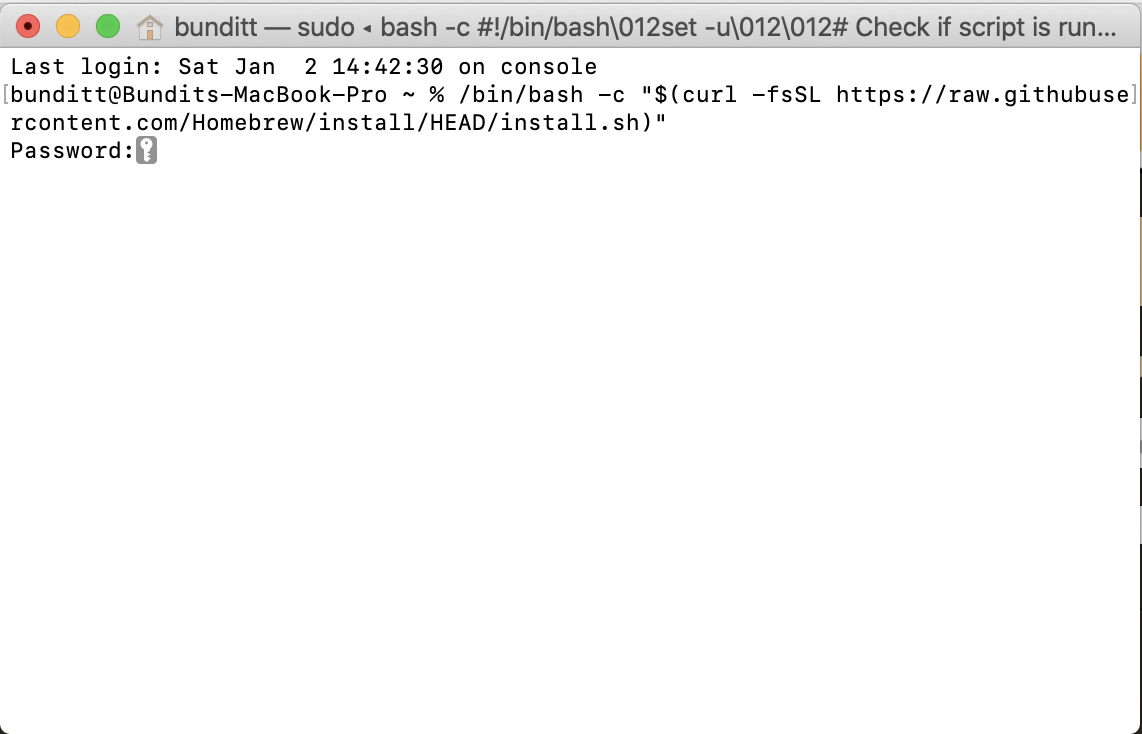 bunditt — sudo ◂ bash -c #!/bin/bash\012set -u\012\012# Check if script is run...
Last login: Sat Jan  2 14:42:30 on console
[bunditt@Bundits-MacBook-Pro ~ % /bin/bash -c "$(curl -fsSL https://raw.githubuse]
rcontent.com/Homebrew/install/HEAD/install.sh)"
Password: